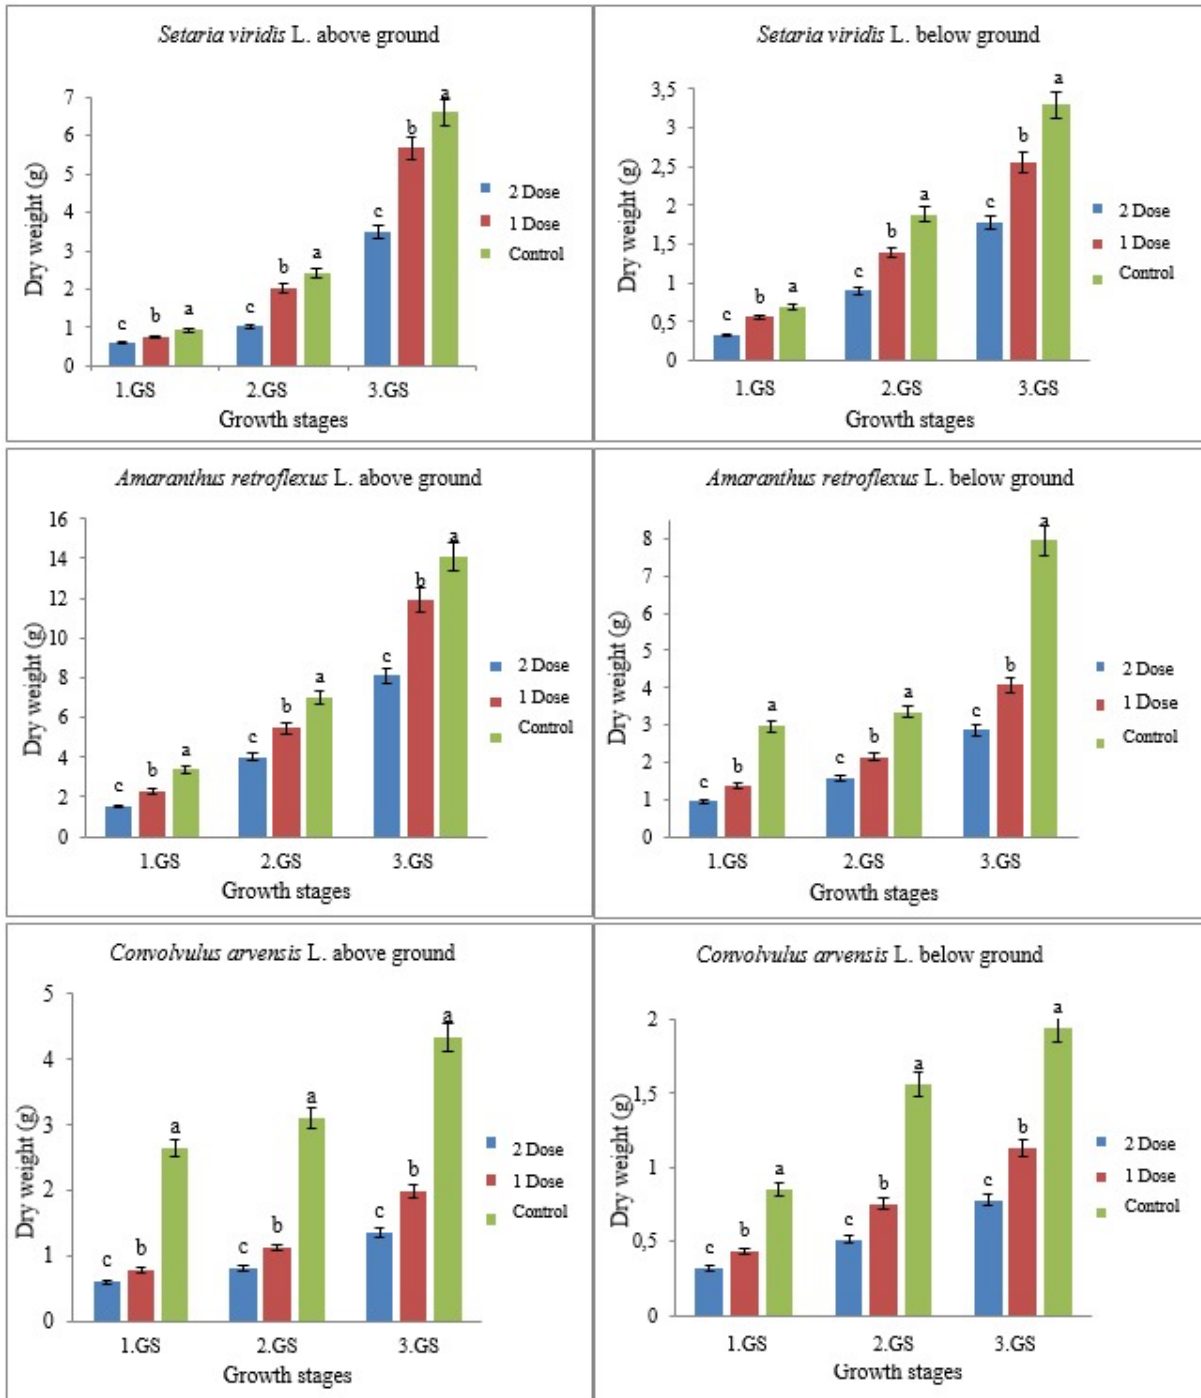 Setaria viridis L. above ground
Dry weight (g)
7
6
5
4
3
2
1
0
c b a
c b a
c b a
1.GS 2.GS 3.GS
Growth stages
2 Dose
1 Dose
Control
Setaria viridis L. below ground
Dry weight (g)
3,5
3
2,5
2
1,5
1
0,5
0
c b a
c b a
c b a
1.GS 2.GS 3.GS
Growth stages
2 Dose
1 Dose
Control
Amaranthus retroflexus L. above ground
Dry weight (g)
16
14
12
10
8
6
4
2
0
c b a
c b a
c b a
1.GS 2.GS 3.GS
Growth stages
2 Dose
1 Dose
Control
Amaranthus retroflexus L. below ground
Dry weight (g)
8
7
6
5
4
3
2
1
0
c b a
c b a
c b a
1.GS 2.GS 3.GS
Growth stages
2 Dose
1 Dose
Control
Convolvulus arvensis L. above ground
Dry weight (g)
5
4
3
2
1
0
c b a
c b a
c b a
1.GS 2.GS 3.GS
Growth stages
2 Dose
1 Dose
Control
Convolvulus arvensis L. below ground
Dry weight (g)
2
1,5
1
0,5
0
c b a
c b a
c b a
1.GS 2.GS 3.GS
Growth stages
2 Dose
1 Dose
Control